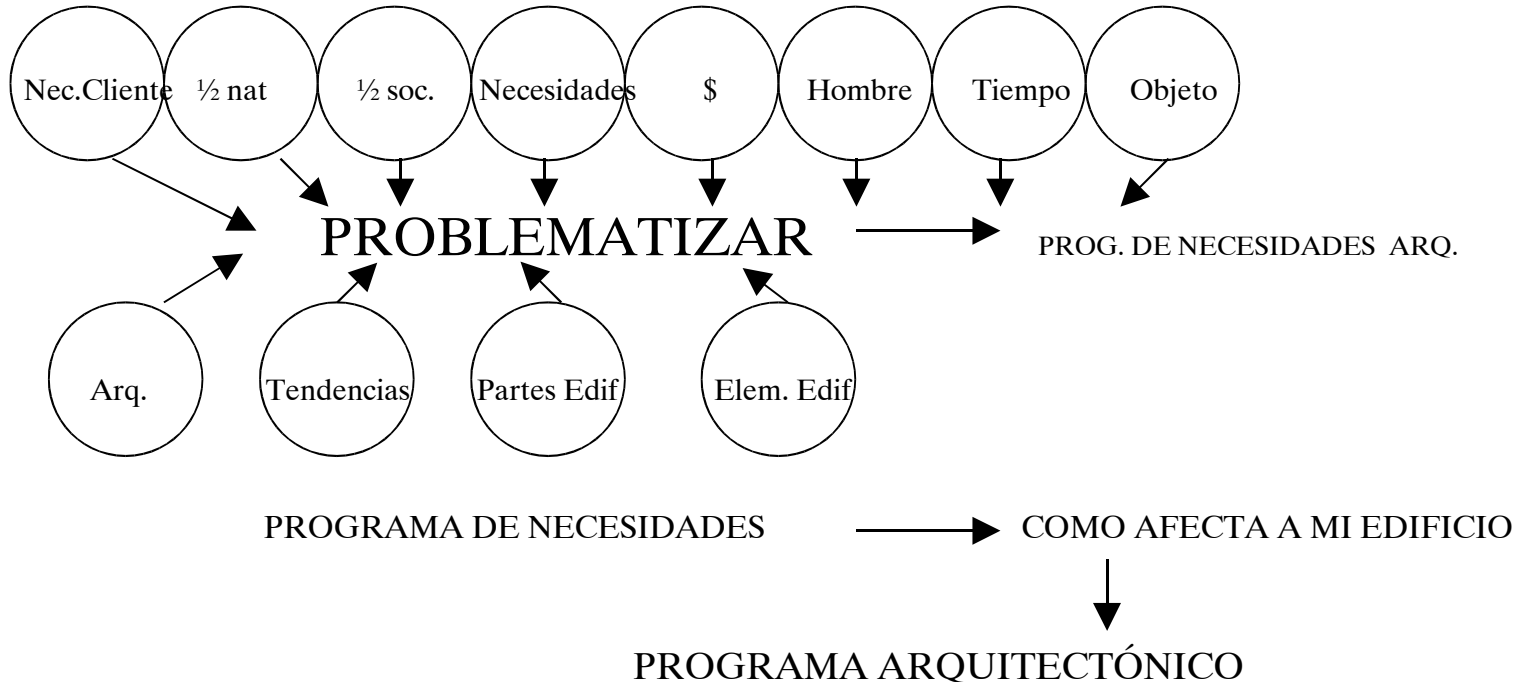 Nec.Cliente ½ nat ½ soc. Necesidades $ Hombre Tiempo Objeto
PROBLEMATIZAR
PROG. DE NECESIDADES ARQ.
Arq. Tendencias Partes Edif Elem. Edif
PROGRAMA DE NECESIDADES COMO AFECTA A MI EDIFICIO
PROGRAMA ARQUITECTÓNICO